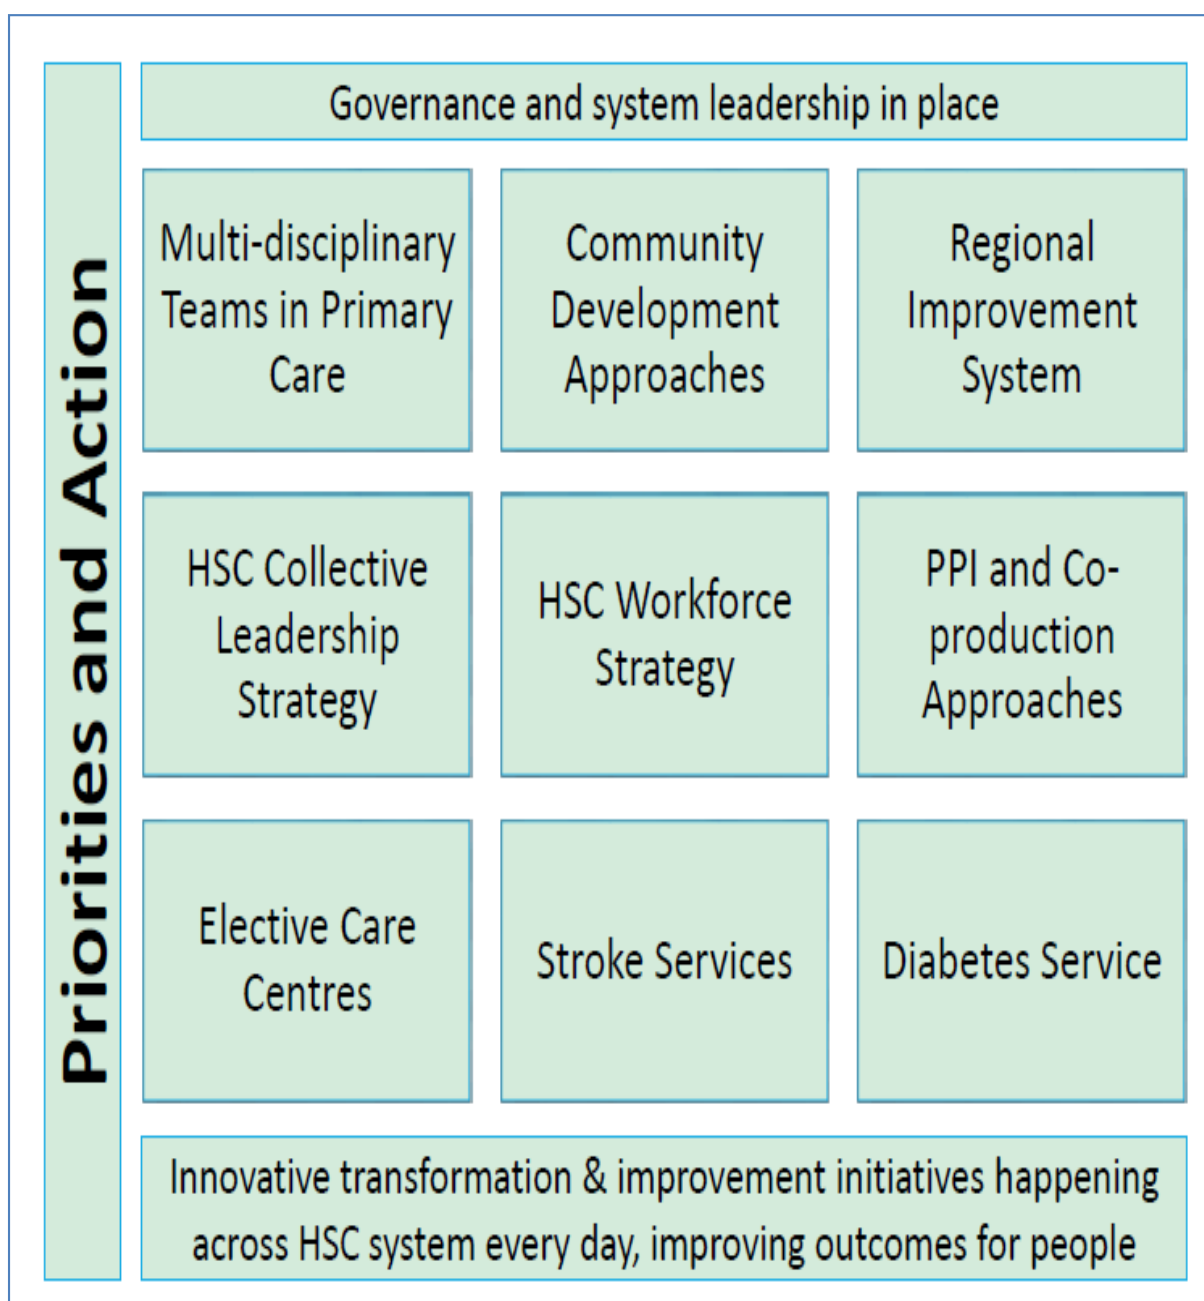 Priorities and Action
Governance and system leadership in place
Multi-disciplinary
Teams in Primary
Care
Community
Development
Approaches
Regional
Improvement
System
HSC Collective
Leadership
Strategy
HSC Workforce
Strategy
PPI and Co-
production
Approaches
Elective Care
Centres
Stroke Services
Diabetes Service
Innovative transformation & improvement initiatives happening
across HSC system every day, improving outcomes for people